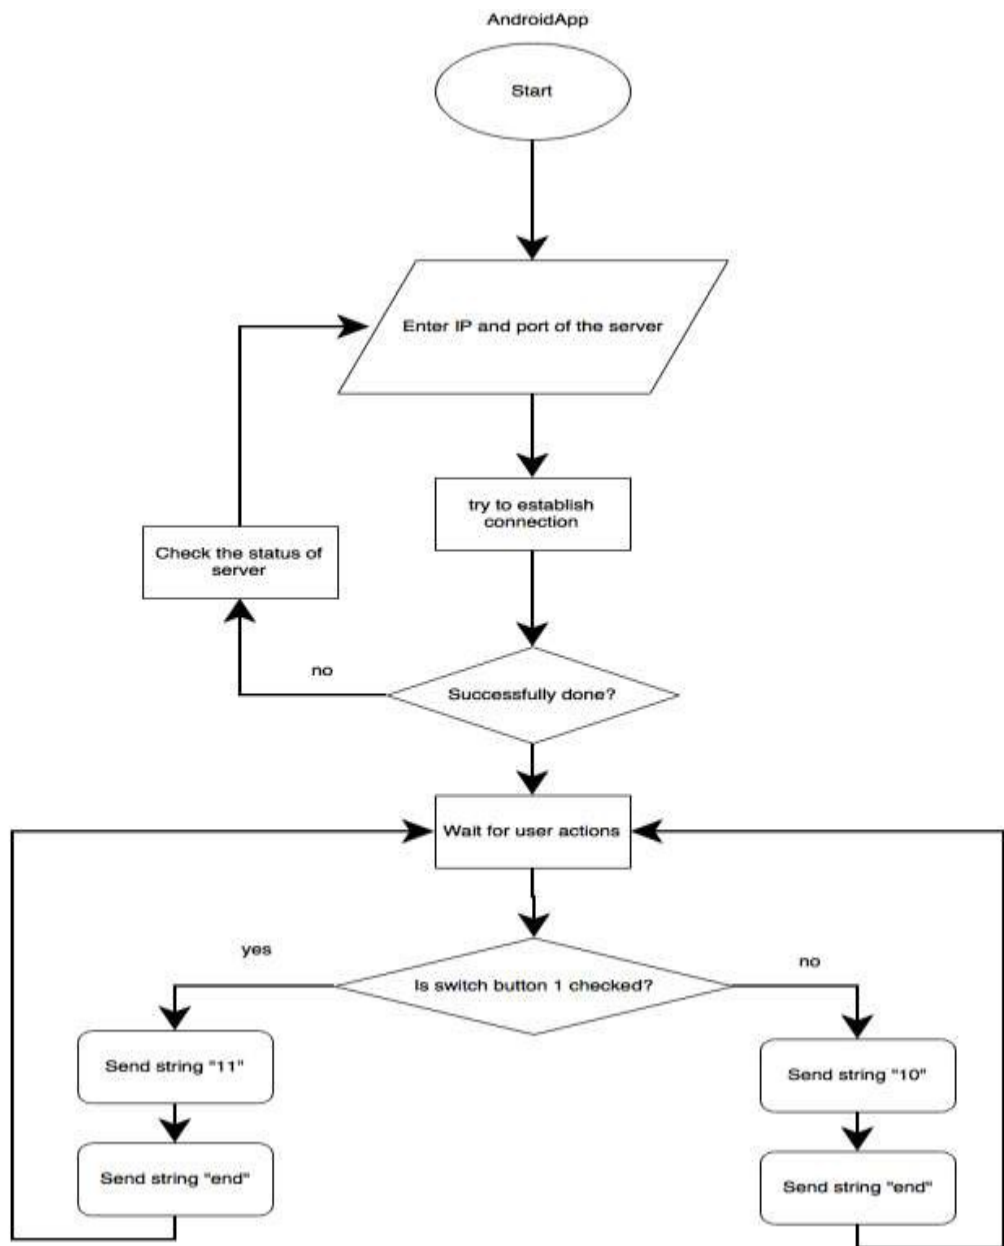 AndroidApp
Start
Enter IP and port of the server
try to establish
connection
Check the status of
server
no
Successfully done?
Wait for user actions
yes
no
Is switch button 1 checked?
Send string "11"
Send string "10"
Send string "end"
Send string "end"